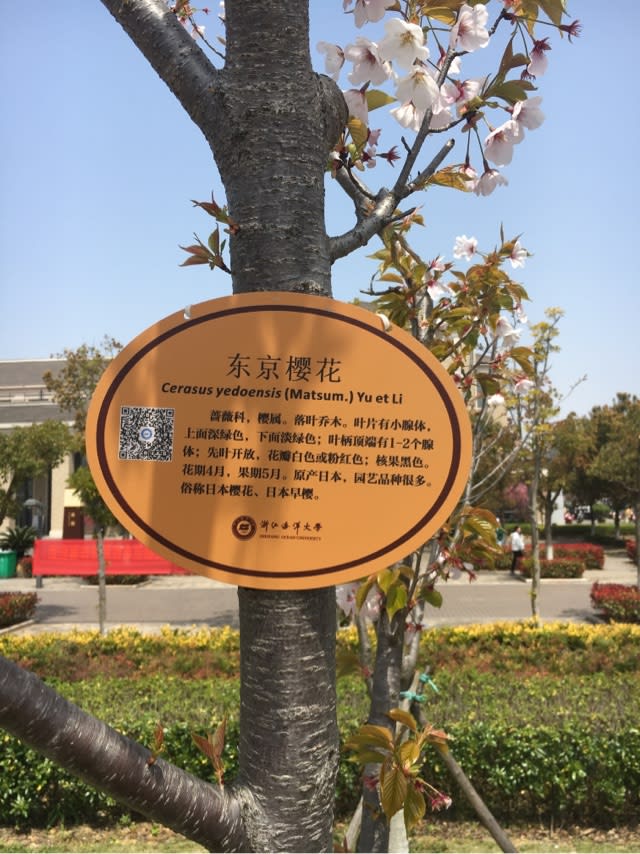 东京樱花
Cerasus yedoensis (Matsum.) Yu et Li
蔷薇科，樱属。落叶乔木。叶片有小腺体，
上面深绿色，下面淡绿色；叶柄顶端有1-2个腺
体；先叶开放，花瓣白色或粉红色；核果黑色。
花期4月，果期5月。原产日本，园艺品种很多。
俗称日本樱花、日本早樱。
浙江海洋大学
ZHEJIANG OCEAN UNIVERSITY